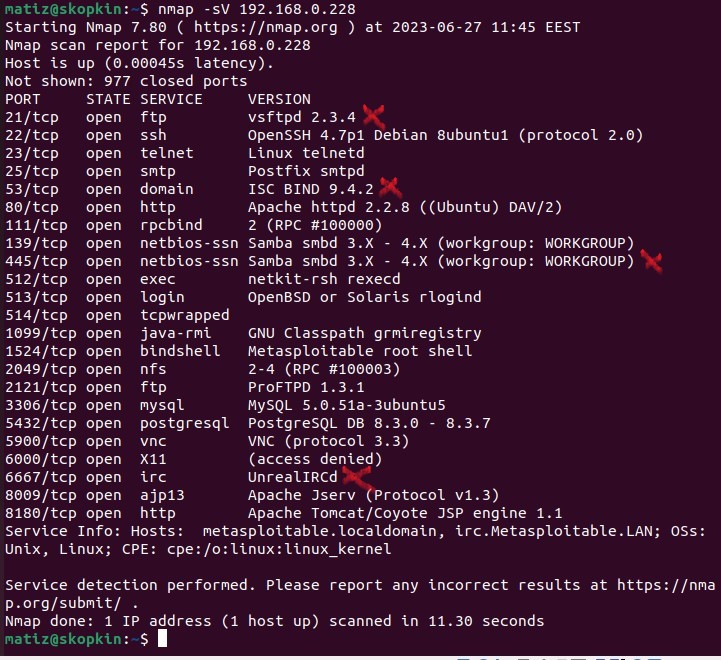 matiz@skopkin:~$ nmap -sV 192.168.0.228
Starting Nmap 7.80 ( https://nmap.org ) at 2023-06-27 11:45 EEST
Nmap scan report for 192.168.0.228
Host is up (0.00045s latency).
Not shown: 977 closed ports
PORT     STATE SERVICE     VERSION
21/tcp   open  ftp         vsftpd 2.3.4
22/tcp   open  ssh         OpenSSH 4.7p1 Debian 8ubuntu1 (protocol 2.0)
23/tcp   open  telnet      Linux telnetd
25/tcp   open  smtp        Postfix smtpd
53/tcp   open  domain      ISC BIND 9.4.2
80/tcp   open  http        Apache httpd 2.2.8 ((Ubuntu) DAV/2)
111/tcp  open  rpcbind     2 (RPC #100000)
139/tcp  open  netbios-ssn Samba smbd 3.X - 4.X (workgroup: WORKGROUP)
445/tcp  open  netbios-ssn Samba smbd 3.X - 4.X (workgroup: WORKGROUP)
512/tcp  open  exec        netkit-rsh rexecd
513/tcp  open  login       OpenBSD or Solaris rlogind
514/tcp  open  tcpwrapped
1099/tcp open  java-rmi    GNU Classpath grmiregistry
1524/tcp open  bindshell   Metasploitable root shell
2049/tcp open  nfs         2-4 (RPC #100003)
2121/tcp open  ftp         ProFTPD 1.3.1
3306/tcp open  mysql       MySQL 5.0.51a-3ubuntu5
5432/tcp open  postgresql  PostgreSQL DB 8.3.0 - 8.3.7
5900/tcp open  vnc         VNC (protocol 3.3)
6000/tcp open  X11         (access denied)
6667/tcp open  irc         UnrealIRCd
8009/tcp open  ajp13       Apache Jserv (Protocol v1.3)
8180/tcp open  http        Apache Tomcat/Coyote JSP engine 1.1
Service Info: Hosts:  metasploitable.localdomain, irc.Metasploitable.LAN; OSs:
Unix, Linux; CPE: cpe:/o:linux:linux_kernel
Service detection performed. Please report any incorrect results at https://nma
p.org/submit/ .
Nmap done: 1 IP address (1 host up) scanned in 11.30 seconds
matiz@skopkin:~$